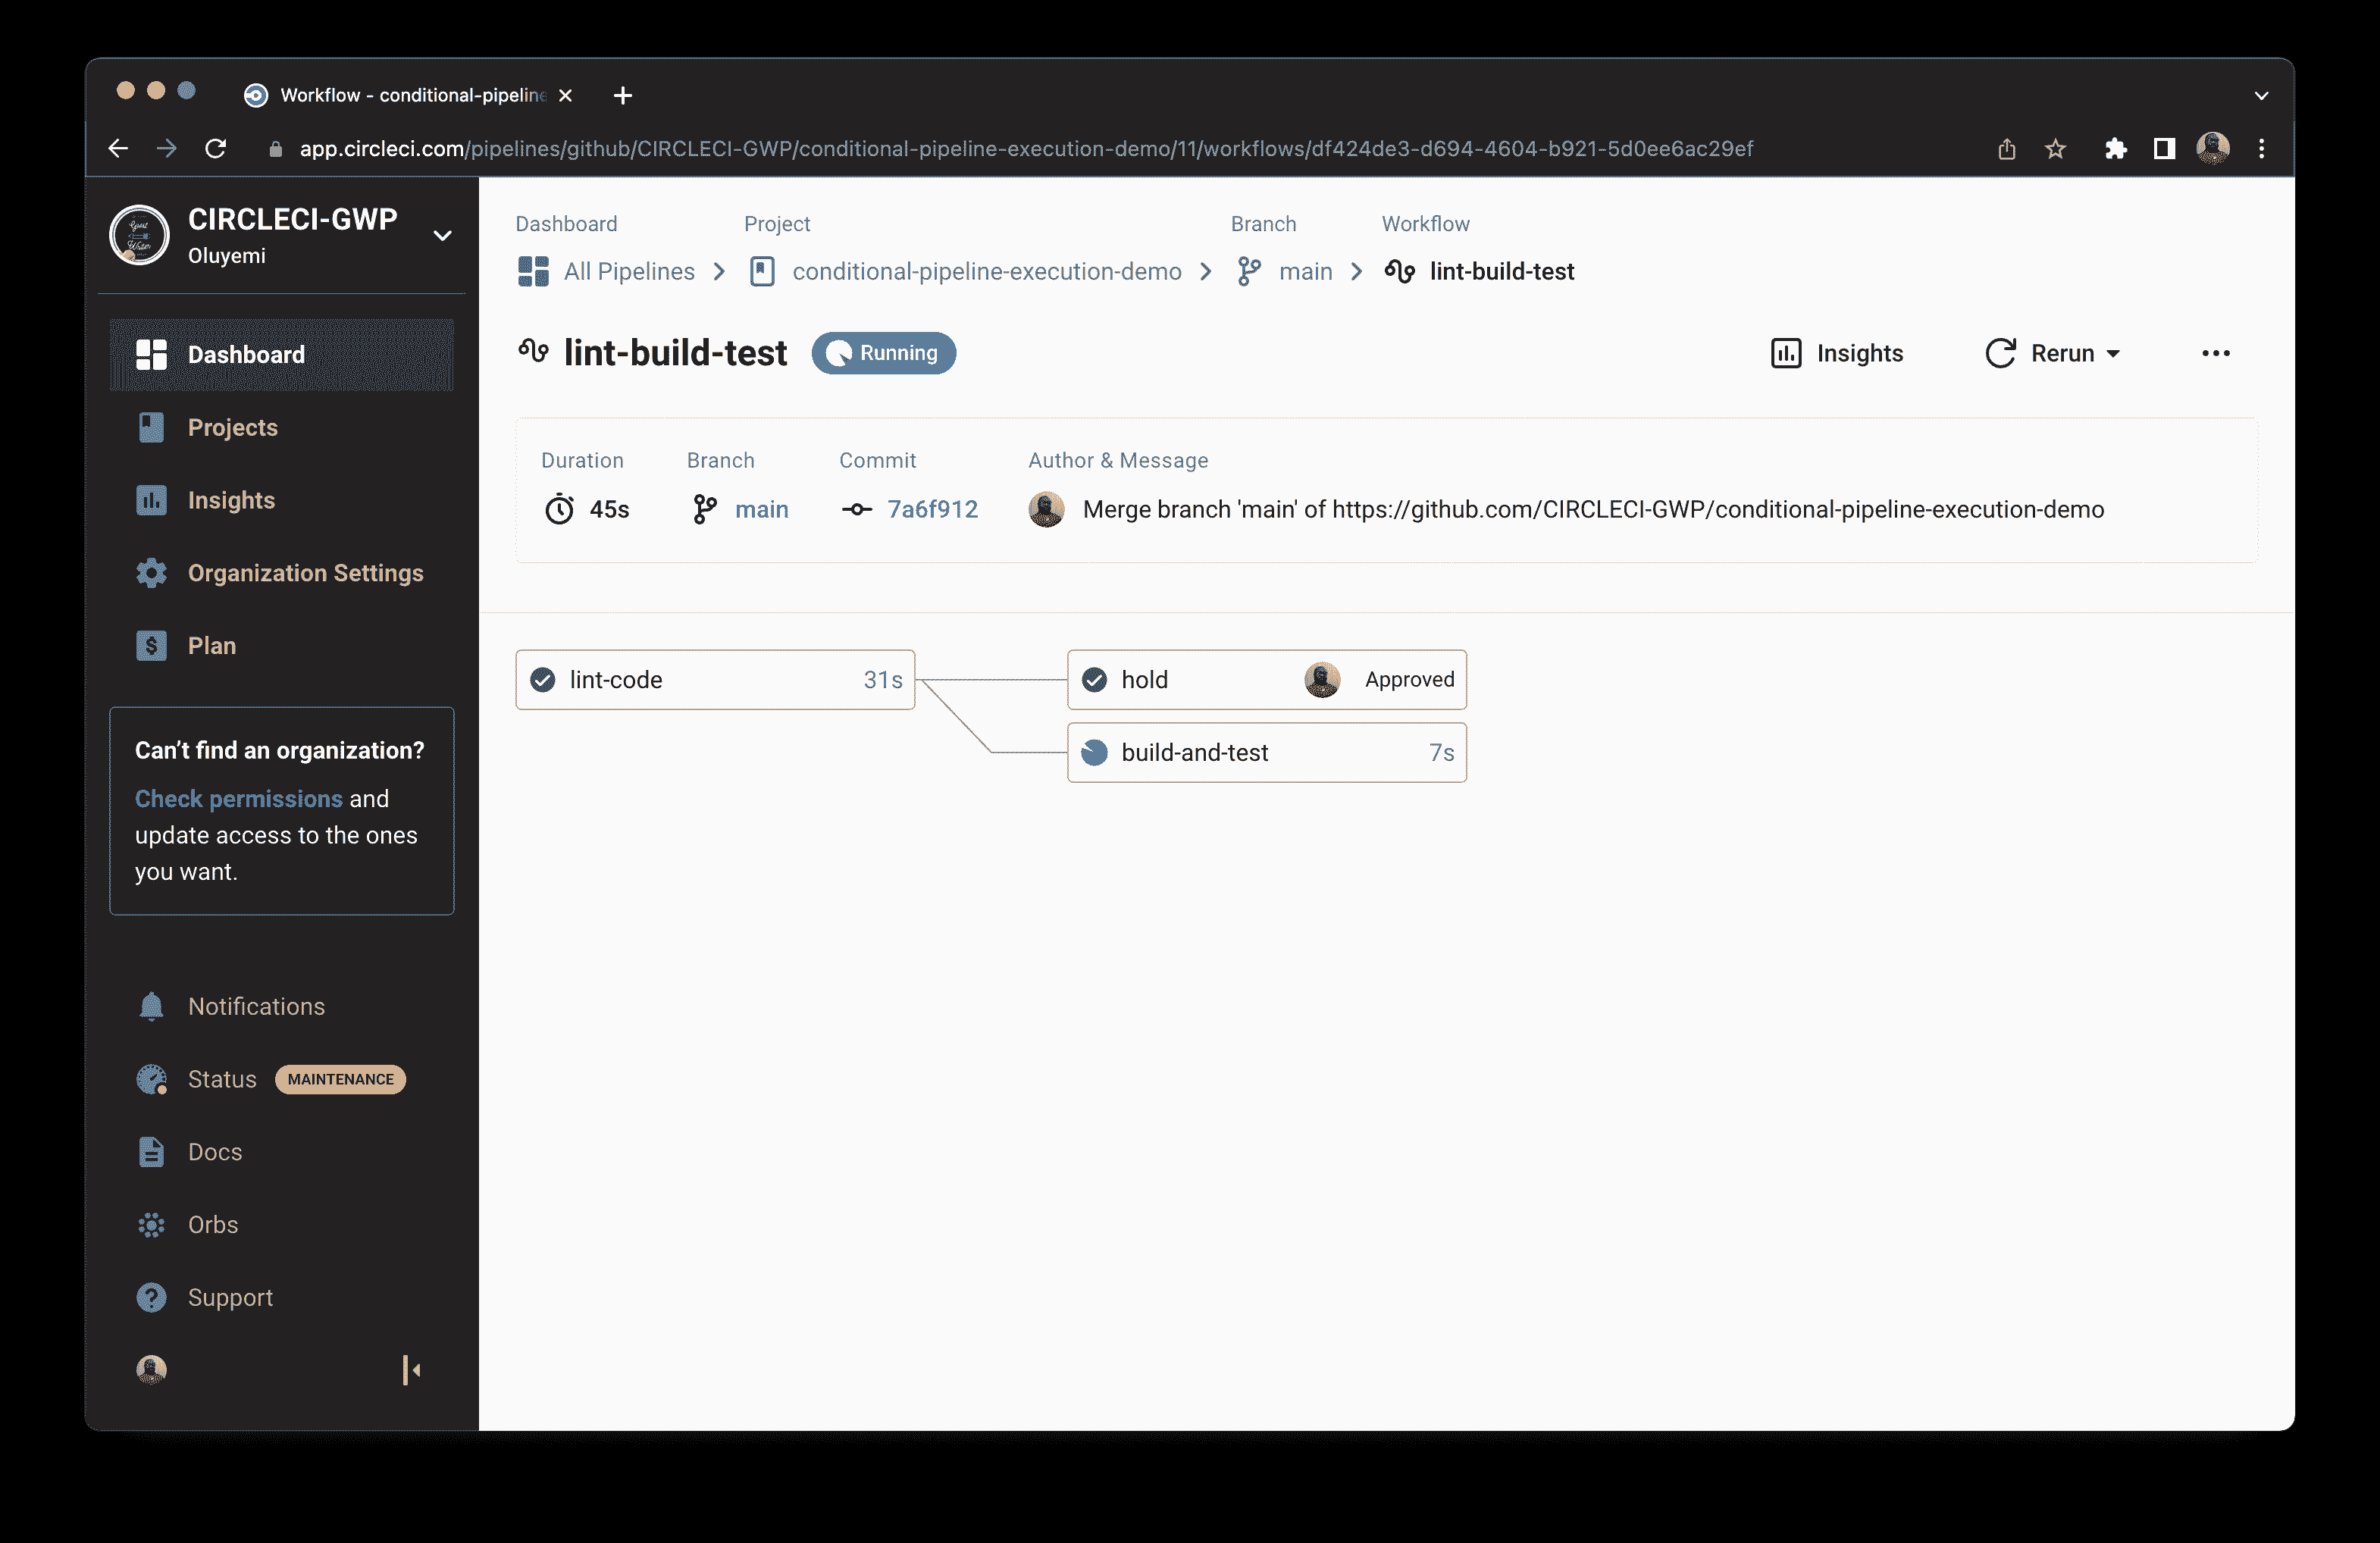 Workflow - conditional-pipeline
app.circleci.com/pipelines/github/CIRCLECI-GWP/conditional-pipeline-execution-demo/11/workflows/df424de3-d694-4604-b921-5d0ee6ac29ef
CIRCLECI-GWP
Oluyemi
Dashboard
Projects
Insights
Organization Settings
Plan
Can’t find an organization?
Check permissions and
update access to the ones
you want.
Notifications
Status MAINTENANCE
Docs
Orbs
Support
Dashboard Project Branch Workflow
All Pipelines conditional-pipeline-execution-demo main lint-build-test
lint-build-test Running Insights Rerun
Duration Branch Commit Author & Message
45s main 7a6f912 Merge branch 'main' of https://github.com/CIRCLECI-GWP/conditional-pipeline-execution-demo
lint-code 31s hold Approved
build-and-test 7s